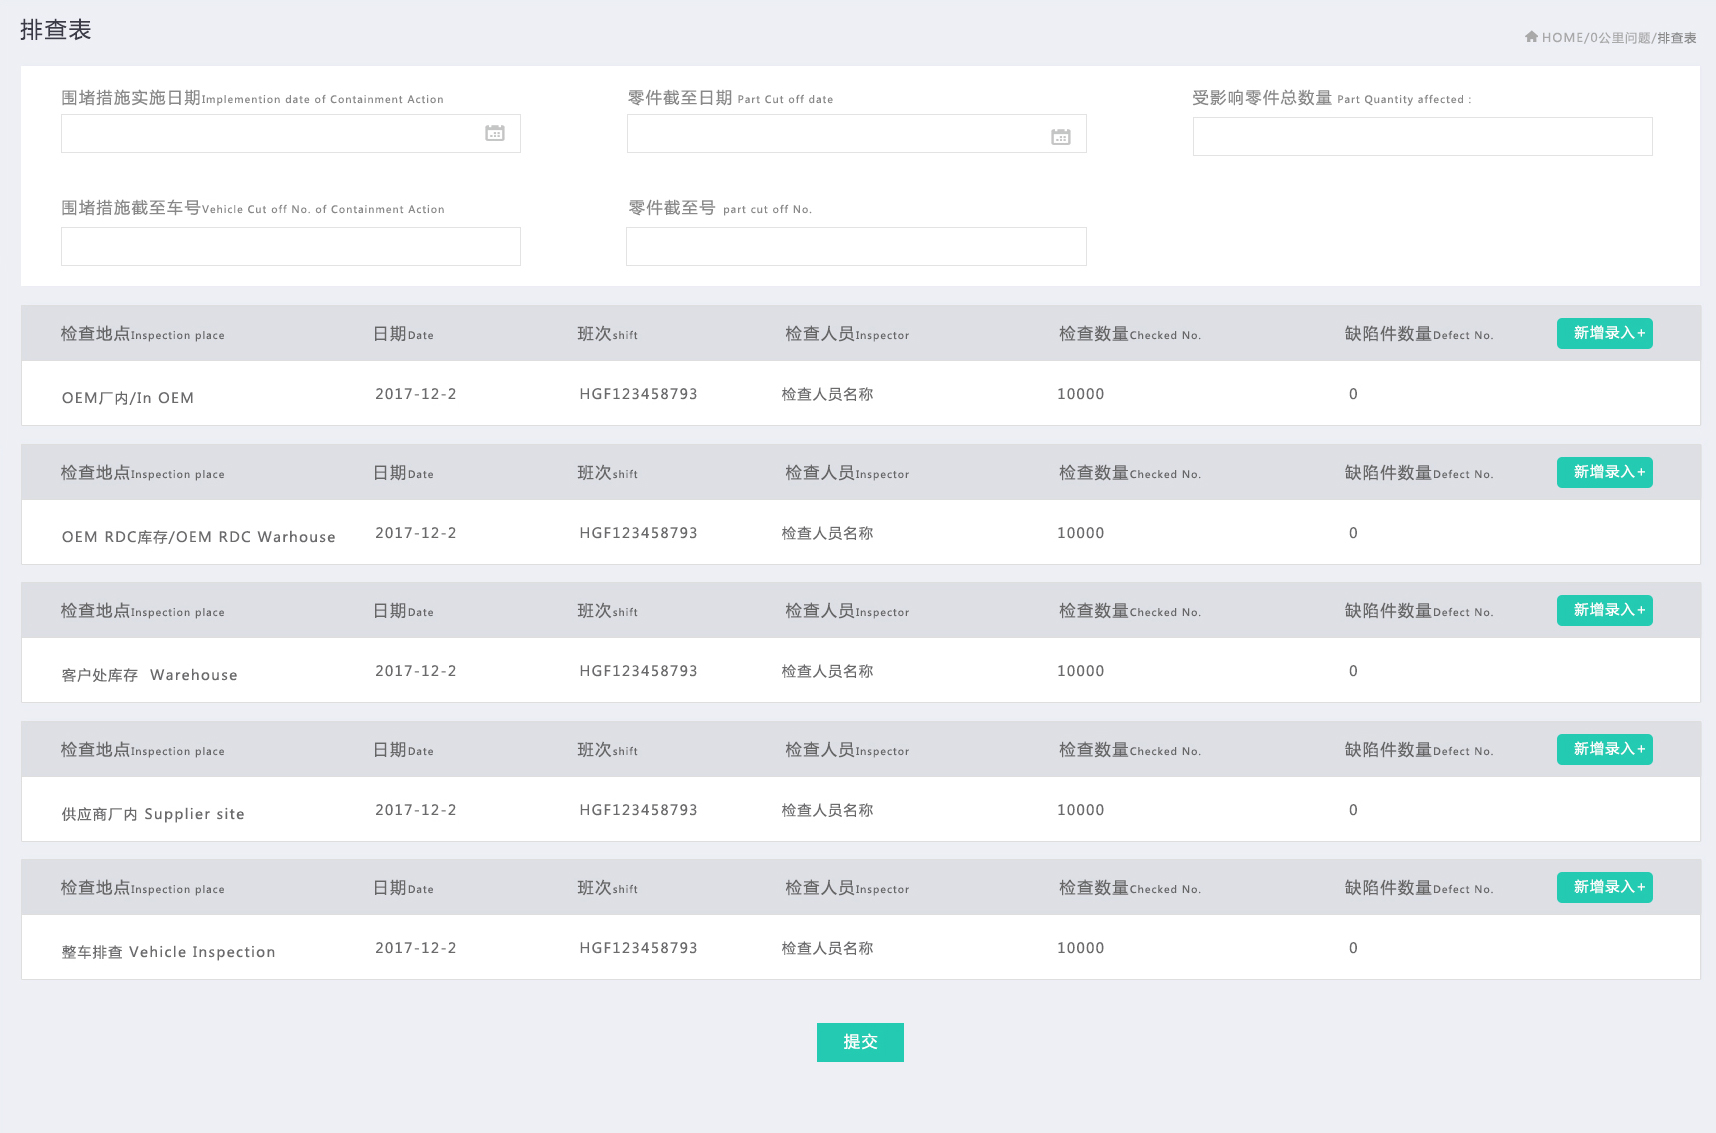 排查表
HOME/0公里问题/排查表
围堵措施实施日期Implemention date of Containment Action
零件截至日期 Part Cut off date
受影响零件总数量 Part Quantity affected :
围堵措施截至车号Vehicle Cut off No. of Containment Action
零件截至号 part cut off No.
检查地点Inspection place 日期Date 班次shift 检查人员Inspector 检查数量Checked No. 缺陷件数量Defect No. 新增录入+
OEM厂内/In OEM 2017-12-2 HGF123458793 检查人员名称 10000 0
检查地点Inspection place 日期Date 班次shift 检查人员Inspector 检查数量Checked No. 缺陷件数量Defect No. 新增录入+
OEM RDC库存/OEM RDC Warhouse 2017-12-2 HGF123458793 检查人员名称 10000 0
检查地点Inspection place 日期Date 班次shift 检查人员Inspector 检查数量Checked No. 缺陷件数量Defect No. 新增录入+
客户处库存 Warehouse 2017-12-2 HGF123458793 检查人员名称 10000 0
检查地点Inspection place 日期Date 班次shift 检查人员Inspector 检查数量Checked No. 缺陷件数量Defect No. 新增录入+
供应商厂内 Supplier site 2017-12-2 HGF123458793 检查人员名称 10000 0
检查地点Inspection place 日期Date 班次shift 检查人员Inspector 检查数量Checked No. 缺陷件数量Defect No. 新增录入+
整车排查 Vehicle Inspection 2017-12-2 HGF123458793 检查人员名称 10000 0
提交